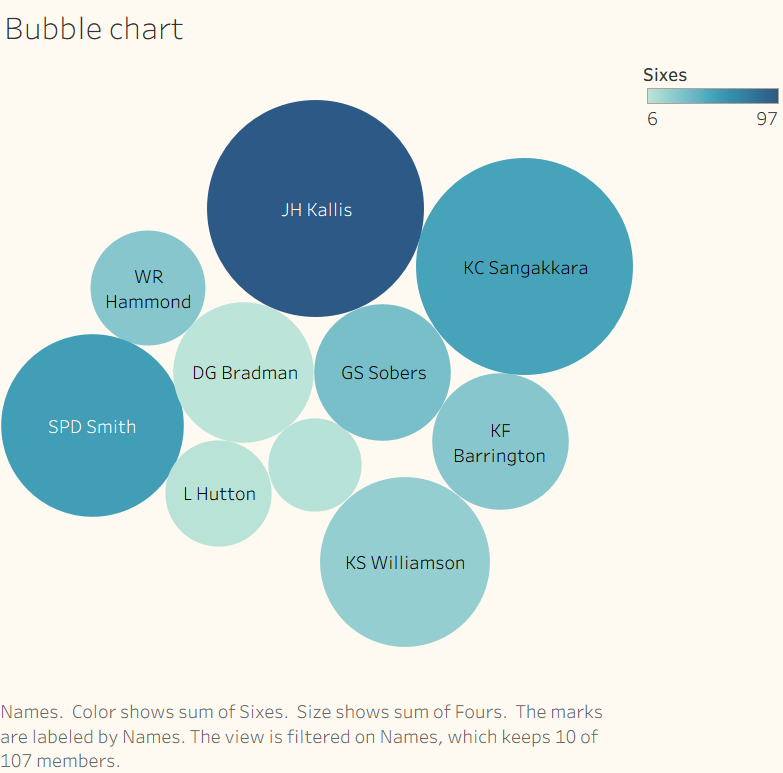 Bubble chart
Sixes
6
97
JH Kallis
KC Sangakkara
WR
Hammond
DG Bradman
GS Sobers
SPD Smith
KF
Barrington
L Hutton
KS Williamson
Names.  Color shows sum of Sixes.  Size shows sum of Fours.  The marks
are labeled by Names. The view is filtered on Names, which keeps 10 of
107 members.